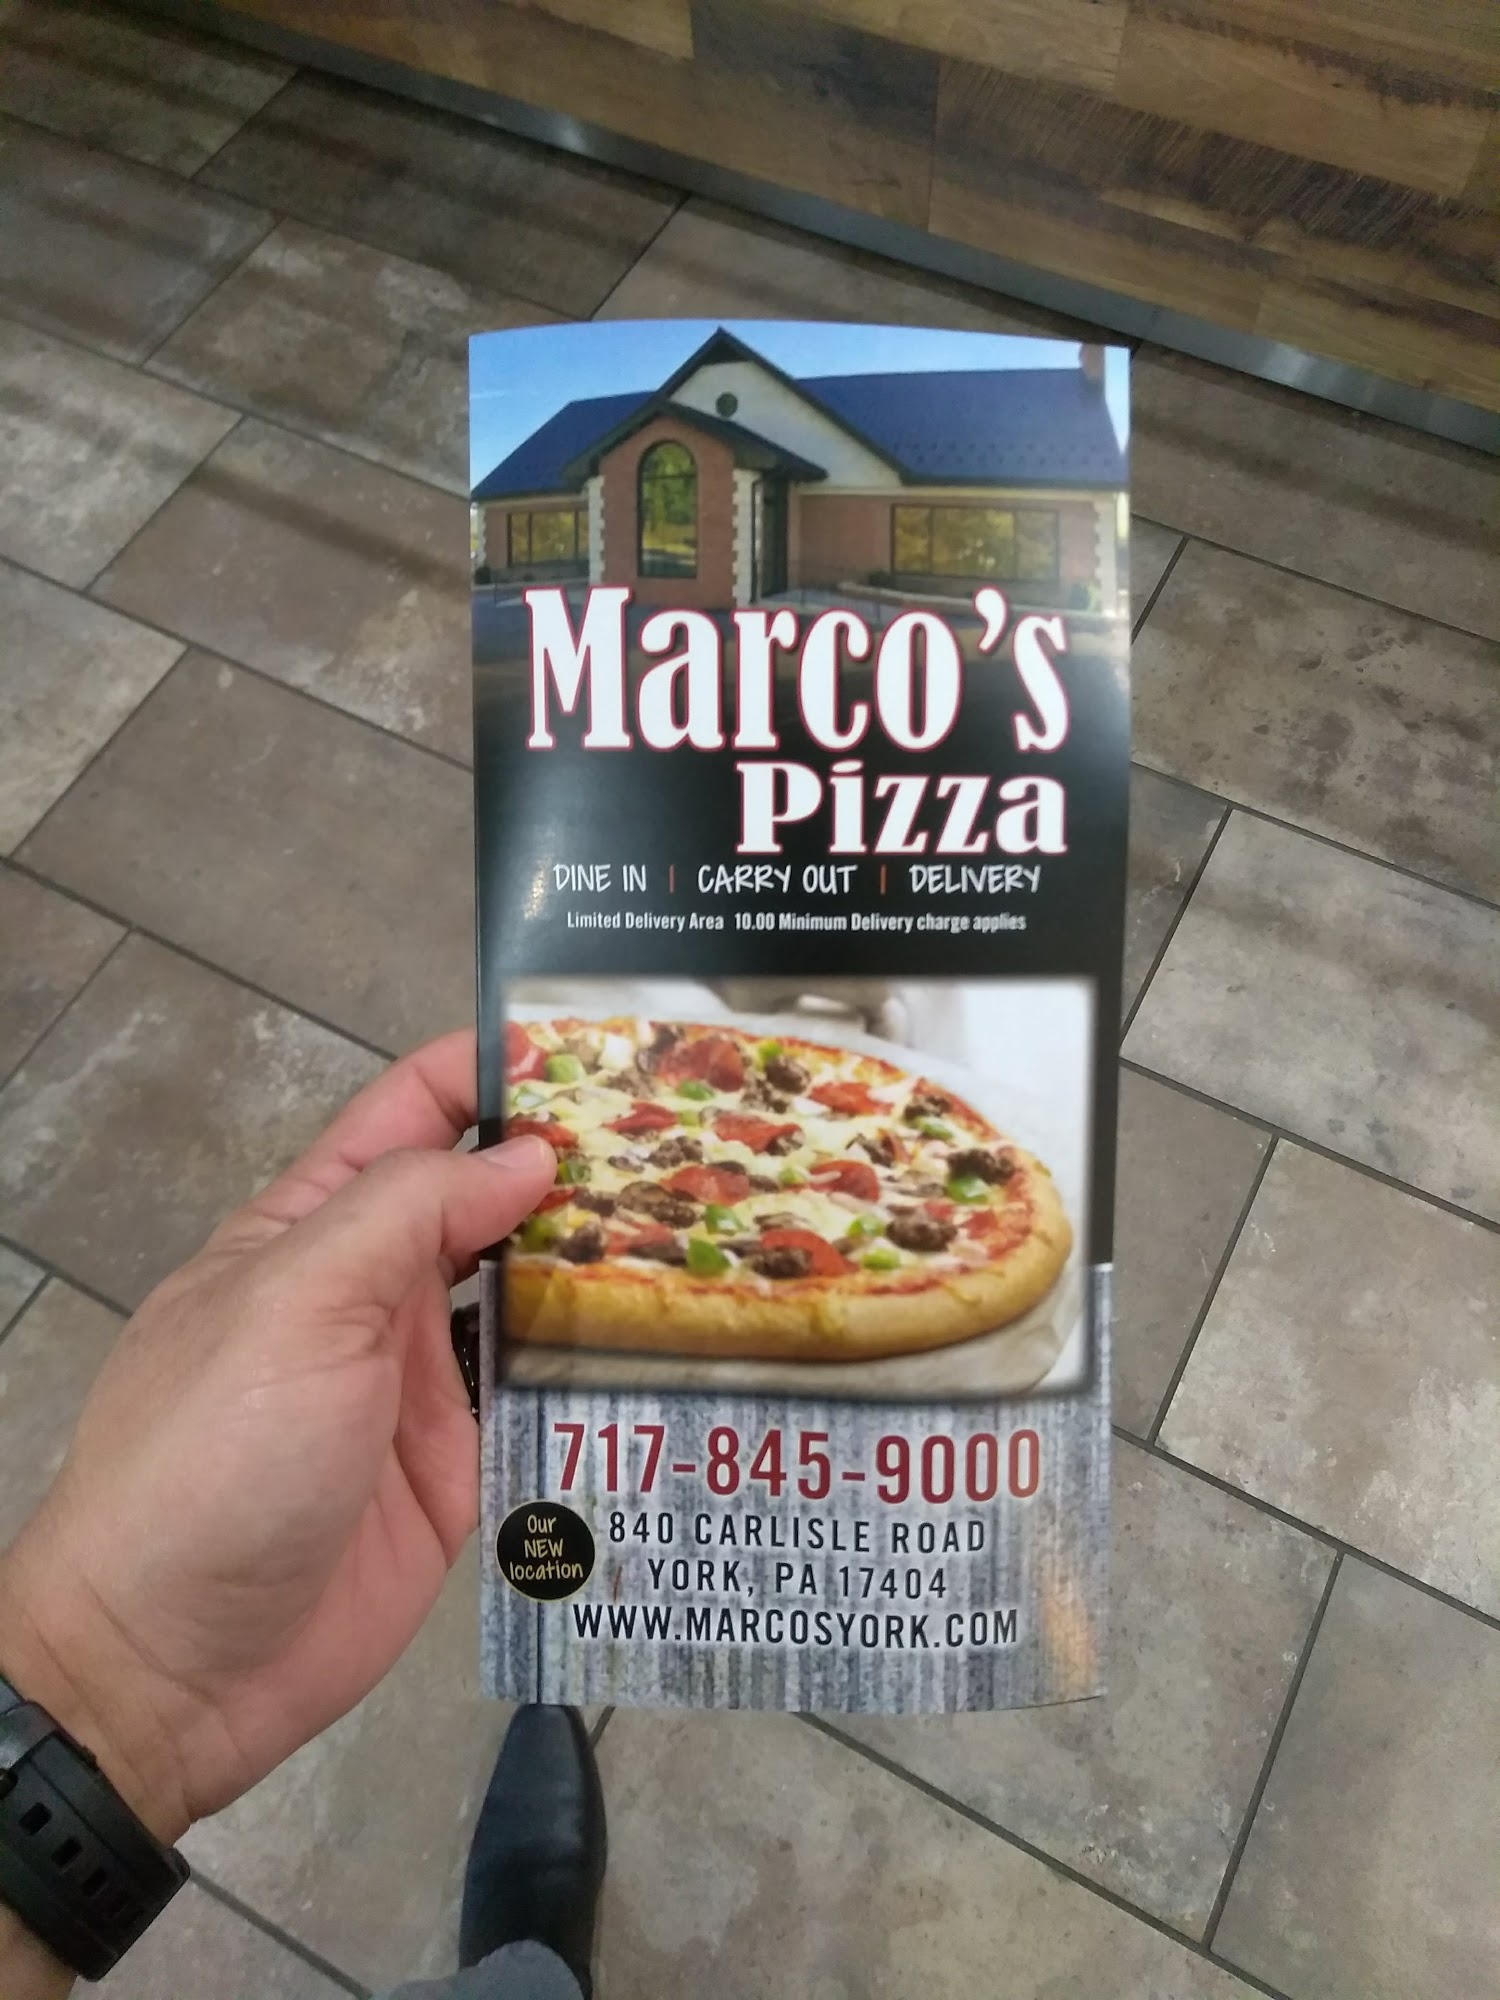 Marco's
Pizza
DINE IN | CARRY OUT | DELIVERY
Limited Delivery Area 10.00 Minimum Delivery charge applies
717-845-9000
Our
NEW
location
840 CARLISLE ROAD
YORK, PA 17404
WWW.MARCOSYORK.COM